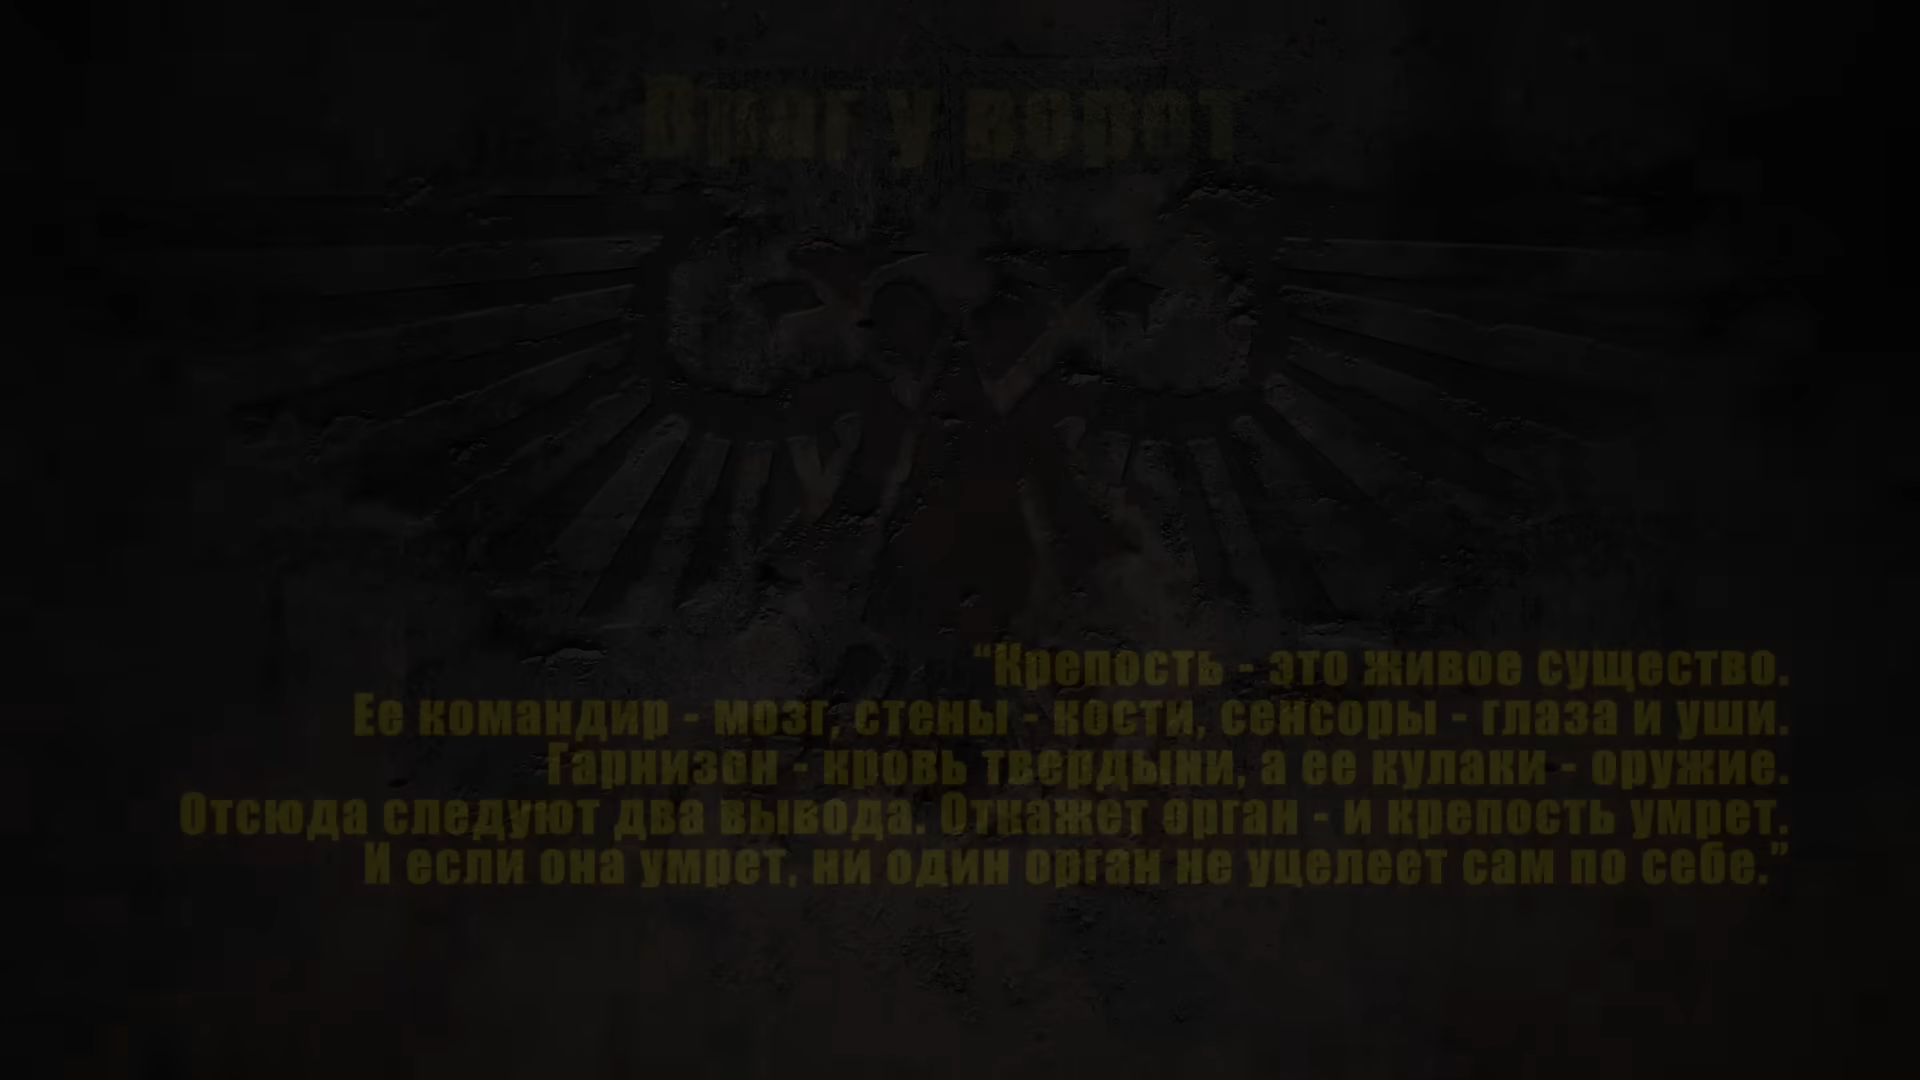 Враг у ворот
“Крепость - это живое существо.
Ее командир - мозг, стены - кости, сенсоры - глаза и уши.
Гарнизон - кровь твердыни, а ее кулаки - оружие.
Отсюда следуют два вывода. Откажет орган - и крепость умрет.
И если она умрет, ни один орган не уцелеет сам по себе.”